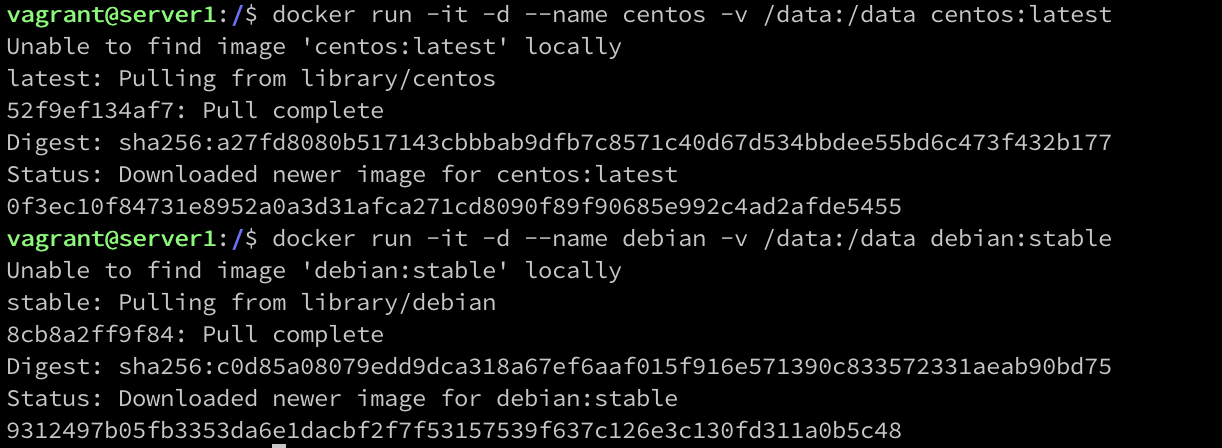 vagrant@server1:/$ docker run -it -d --name centos -v /data:/data centos:latest
Unable to find image 'centos:latest' locally
latest: Pulling from library/centos
52f9ef134af7: Pull complete
Digest: sha256:a27fd8080b517143cbbbab9dfb7c8571c40d67d534bbdee55bd6c473f432b177
Status: Downloaded newer image for centos:latest
0f3ec10f84731e8952a0a3d31afca271cd8090f89f90685e992c4ad2afde5455
vagrant@server1:/$ docker run -it -d --name debian -v /data:/data debian:stable
Unable to find image 'debian:stable' locally
stable: Pulling from library/debian
8cb8a2ff9f84: Pull complete
Digest: sha256:c0d85a08079edd9dca318a67ef6aaf015f916e571390c833572331aeab90bd75
Status: Downloaded newer image for debian:stable
9312497b05fb3353da6e1dacbf2f7f53157539f637c126e3c130fd311a0b5c48